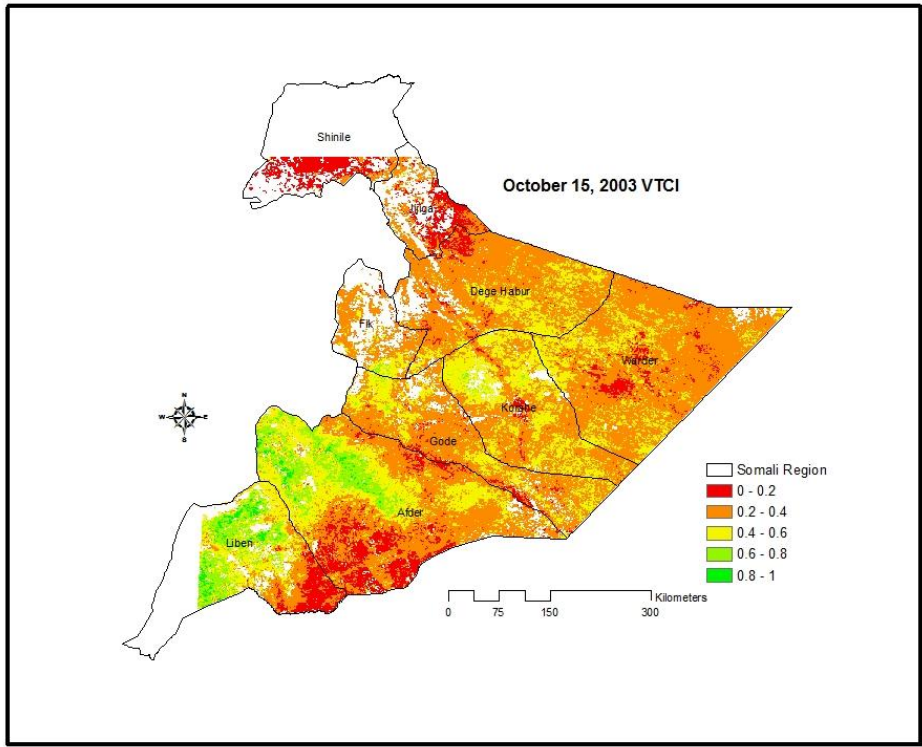 Shinile
October 15, 2003 VTCI
Jijiga
Dege Habur
Fik
Warder
Korahe
Gode
Afder
Liben
N
W E
S
Somali Region
0 - 0.2
0.2 - 0.4
0.4 - 0.6
0.6 - 0.8
0.8 - 1
Kilometers
0 75 150 300